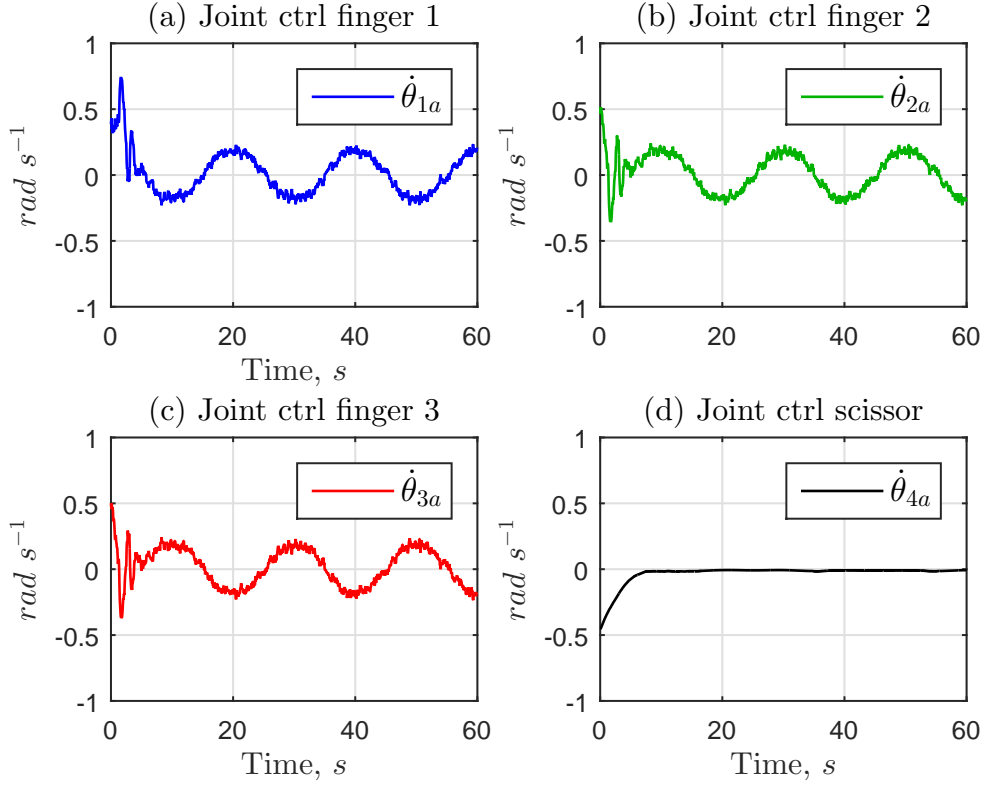 (a) Joint ctrl finger 1
1
0.5
0
-0.5
-1
rad s⁻¹
θ̇₁ₐ
0 20 40 60
Time, s
(b) Joint ctrl finger 2
1
0.5
0
-0.5
-1
rad s⁻¹
θ̇₂ₐ
0 20 40 60
(c) Joint ctrl finger 3
1
0.5
0
-0.5
-1
rad s⁻¹
θ̇₃ₐ
0 20 40 60
Time, s
(d) Joint ctrl scissor
1
0.5
0
-0.5
-1
rad s⁻¹
θ̇₄ₐ
0 20 40 60
Time, s